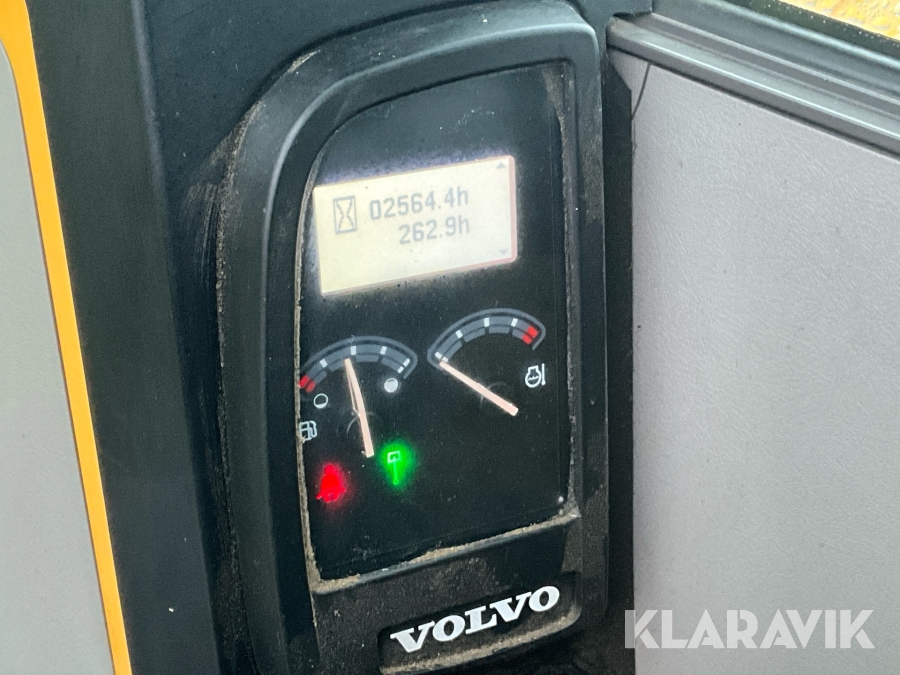 02564.4h
262.9h
VOLVO
KLARAVIK